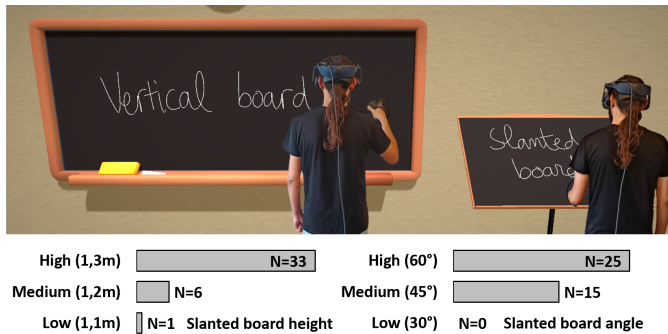 Vertical board
Slanted
board
High (1,3m) N=33
Medium (1,2m) N=6
Low (1,1m) N=1 Slanted board height
High (60°) N=25
Medium (45°) N=15
Low (30°) N=0 Slanted board angle